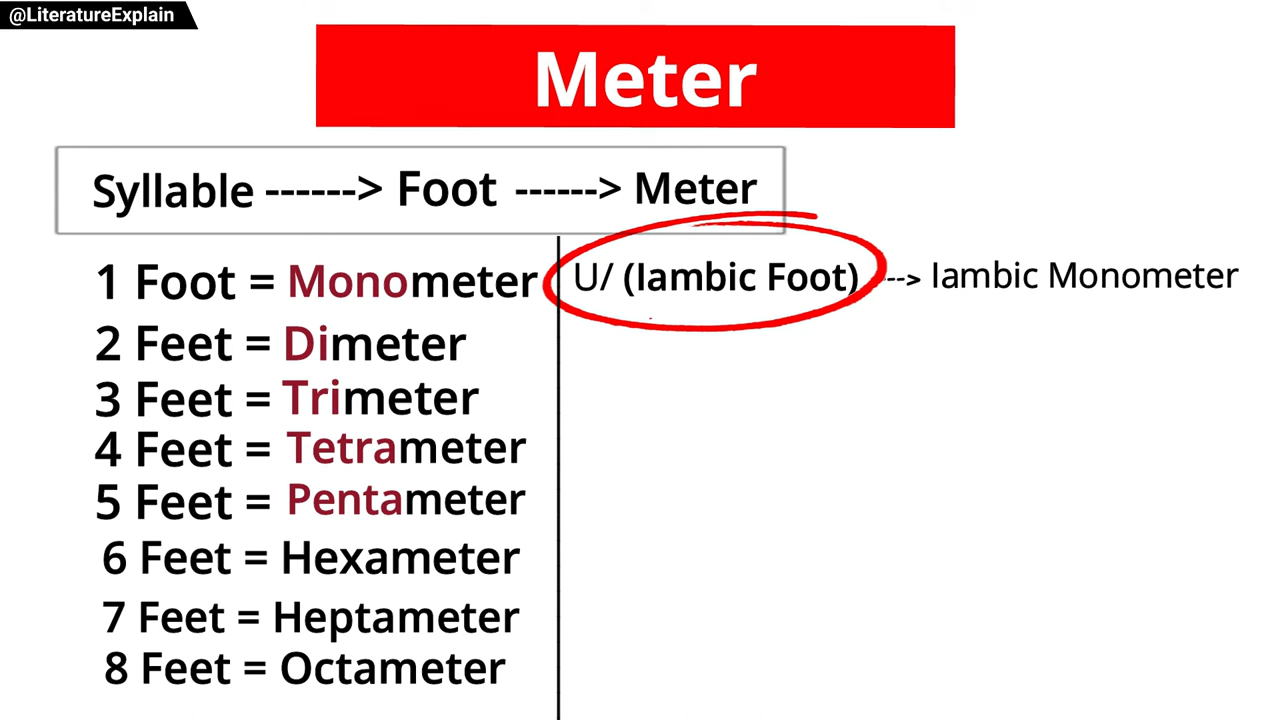 @LiteratureExplain
Meter
Syllable ------> Foot ------> Meter
1 Foot = Monometer
U/ (Iambic Foot) ---> Iambic Monometer
2 Feet = Dimeter
3 Feet = Trimeter
4 Feet = Tetrameter
5 Feet = Pentameter
6 Feet = Hexameter
7 Feet = Heptameter
8 Feet = Octameter